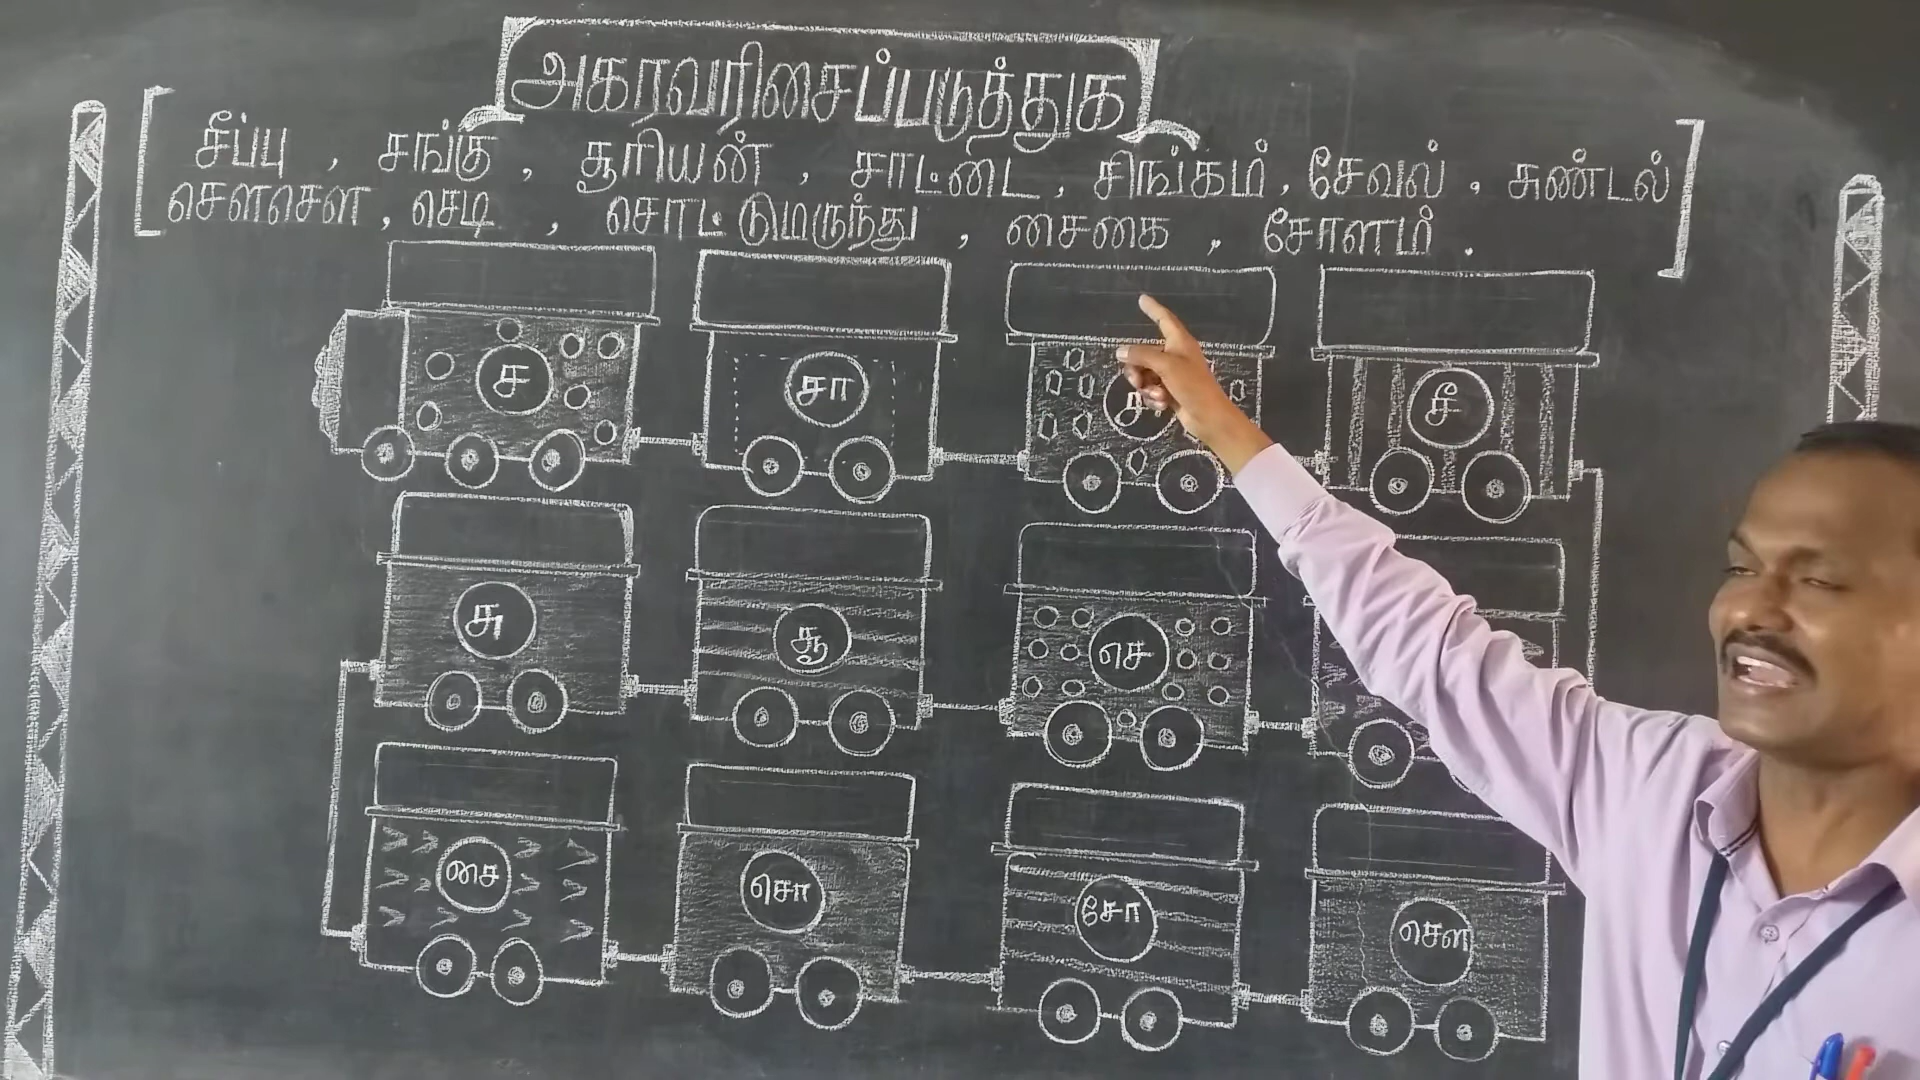 அகரவரிசைப்படுத்துக
[ சீப்பு , சங்கு , சூரியன் , சாட்டை , சிங்கம் , சேவல் , சுண்டல்
சௌசௌ , செடி , சொட்டுமருந்து , சைகை , சோளம் . ]
ச சா சி சீ
சு சூ செ
சை சொ சோ சௌ